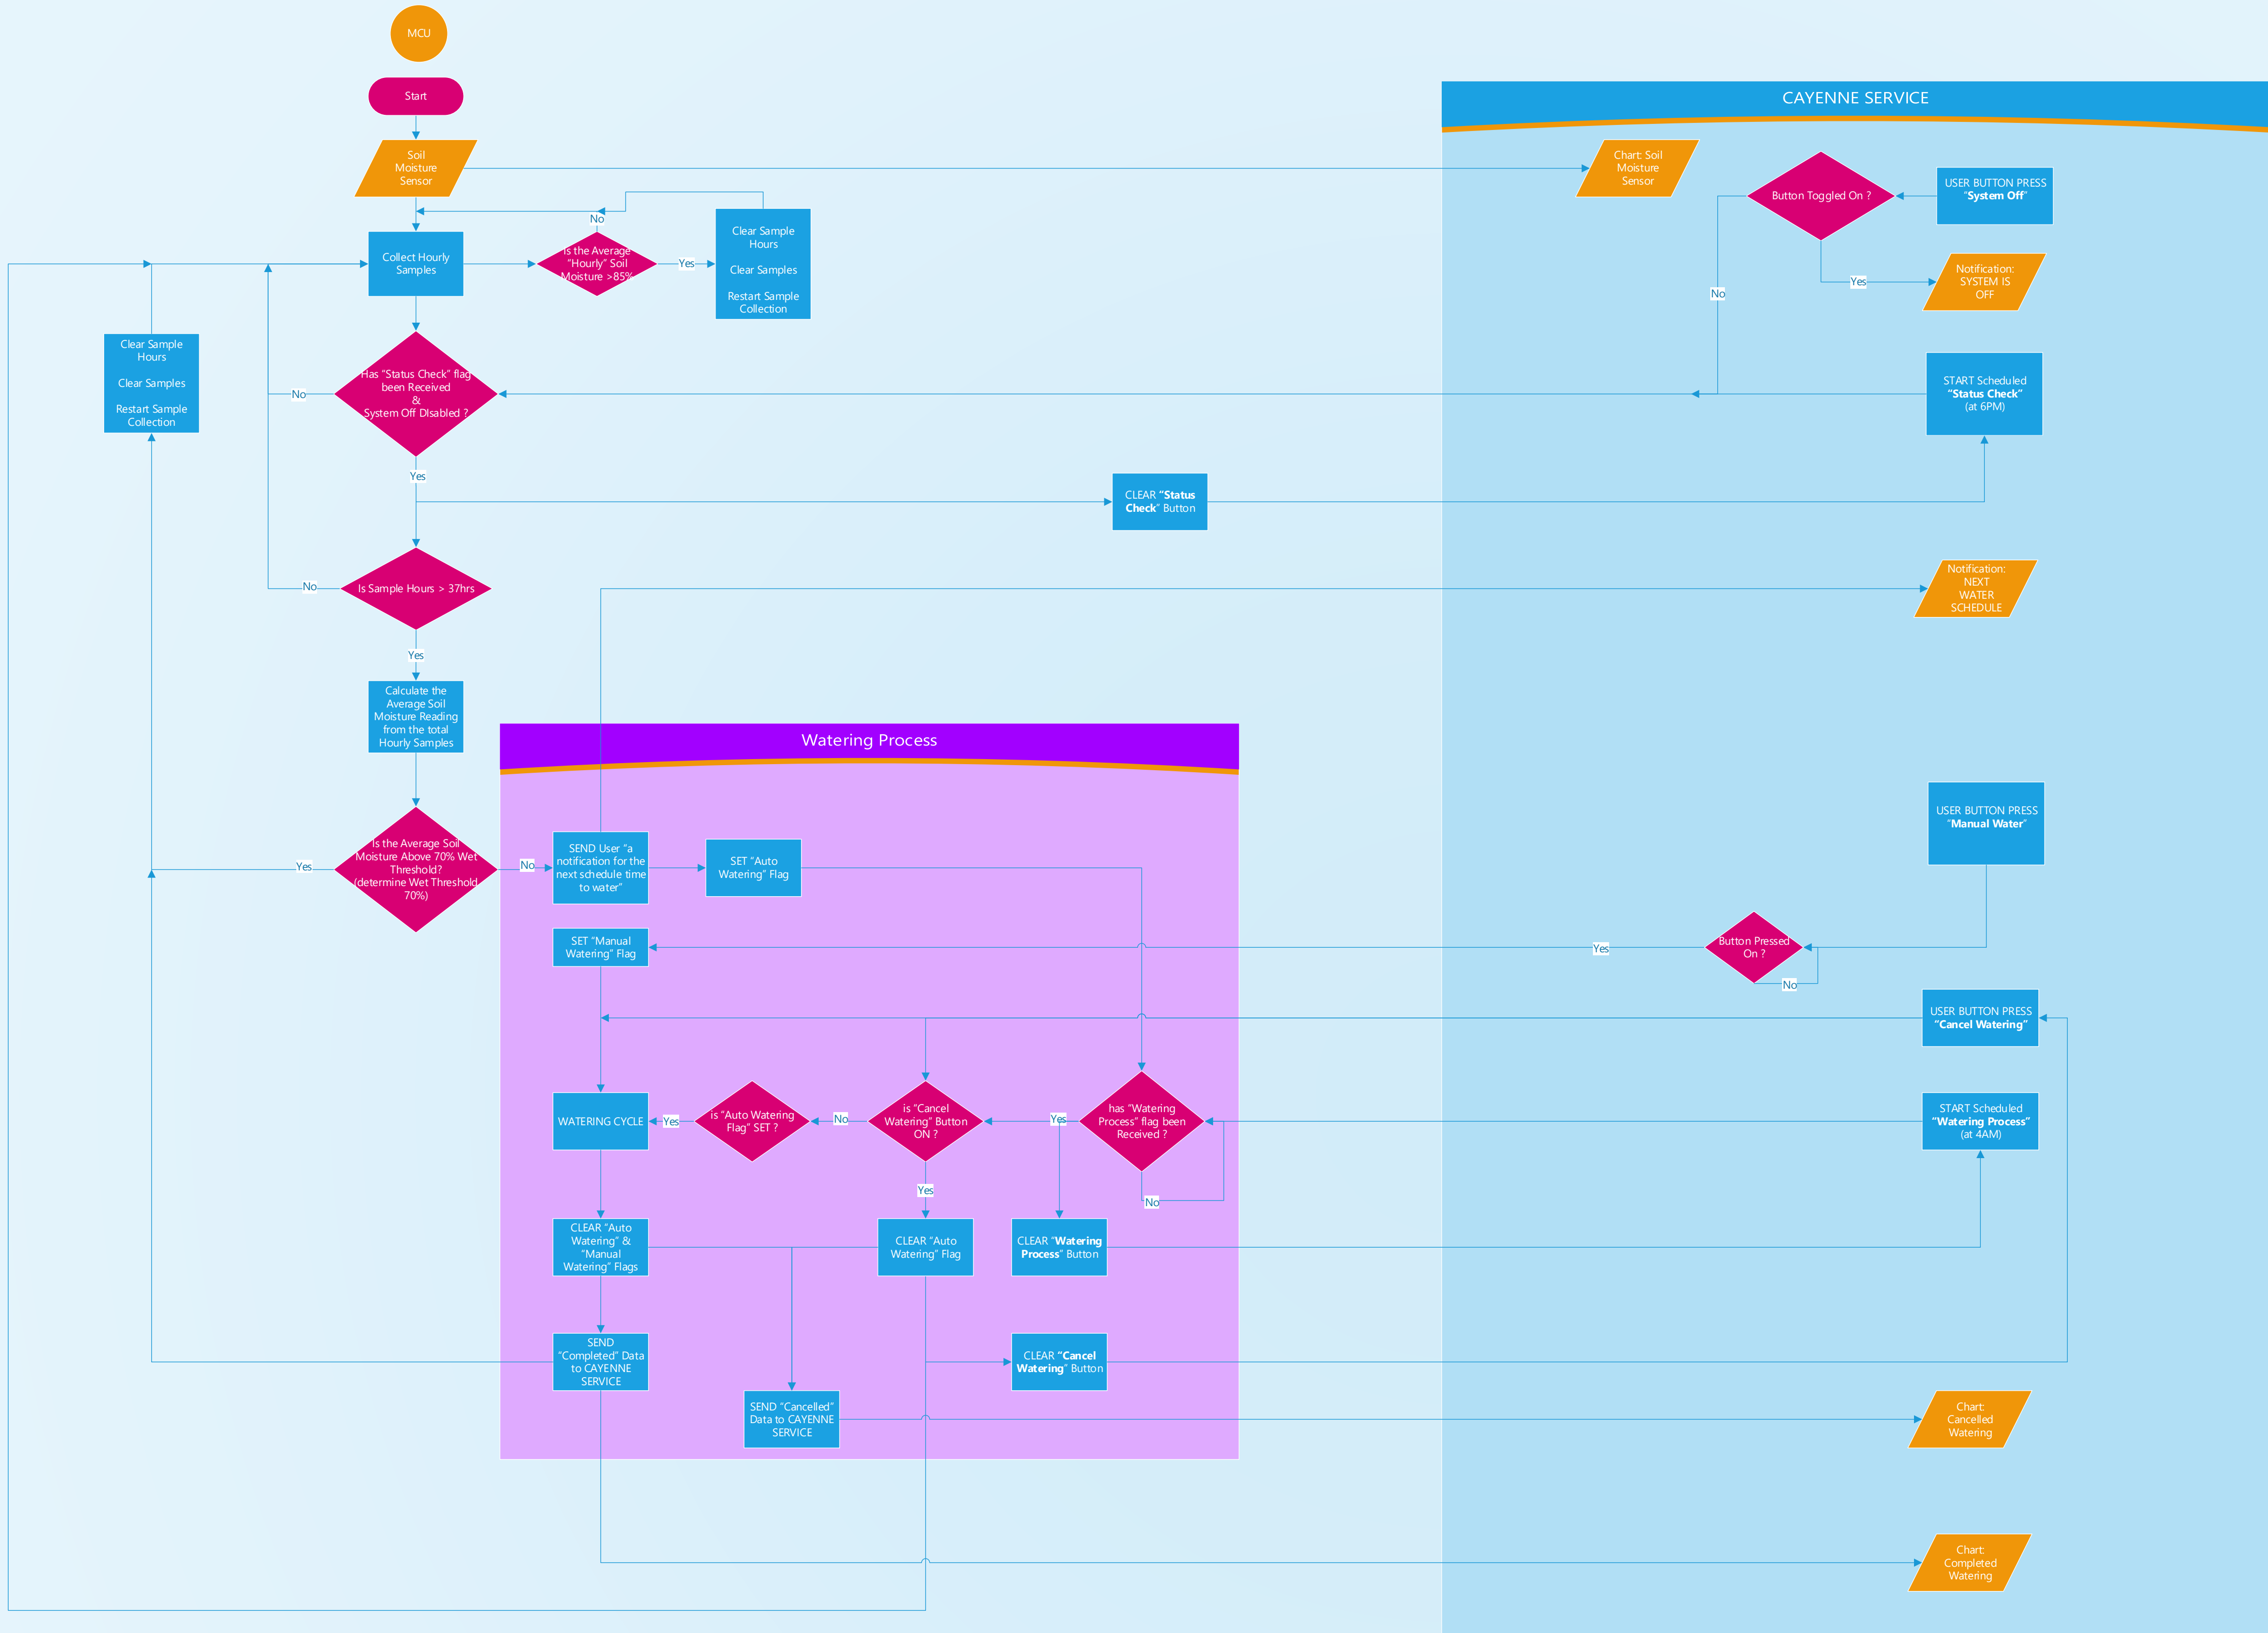 MCU
Start
CAYENNE SERVICE
Soil
Moisture
Sensor
Chart: Soil
Moisture
Sensor
Button Toggled On ?
USER BUTTON PRESS
"System Off"
No
Collect Hourly
Samples
Is the Average
"Hourly" Soil
Moisture >85%
Yes
Clear Sample
Hours
Clear Samples
Restart Sample
Collection
Yes
Notification:
SYSTEM IS
OFF
No
Clear Sample
Hours
Clear Samples
Restart Sample
Collection
No
Has "Status Check" flag
been Received
&
System Off DIsabled ?
START Scheduled
"Status Check"
(at 6PM)
Yes
CLEAR "Status
Check" Button
No
Is Sample Hours > 37hrs
Notification:
NEXT
WATER
SCHEDULE
Yes
Calculate the
Average Soil
Moisture Reading
from the total
Hourly Samples
Watering Process
Yes
Is the Average Soil
Moisture Above 70% Wet
Threshold?
(determine Wet Threshold
70%)
No
SEND User "a
notification for the
next schedule time
to water"
SET "Auto
Watering" Flag
USER BUTTON PRESS
"Manual Water"
SET "Manual
Watering" Flag
Yes
Button Pressed
On ?
No
USER BUTTON PRESS
"Cancel Watering"
WATERING CYCLE
Yes
is "Auto Watering
Flag" SET ?
No
is "Cancel
Watering" Button
ON ?
Yes
has "Watering
Process" flag been
Received ?
START Scheduled
"Watering Process"
(at 4AM)
Yes
No
CLEAR "Auto
Watering" &
"Manual
Watering" Flags
CLEAR "Auto
Watering" Flag
CLEAR "Watering
Process" Button
SEND
"Completed" Data
to CAYENNE
SERVICE
CLEAR "Cancel
Watering" Button
SEND "Cancelled"
Data to CAYENNE
SERVICE
Chart:
Cancelled
Watering
Chart:
Completed
Watering